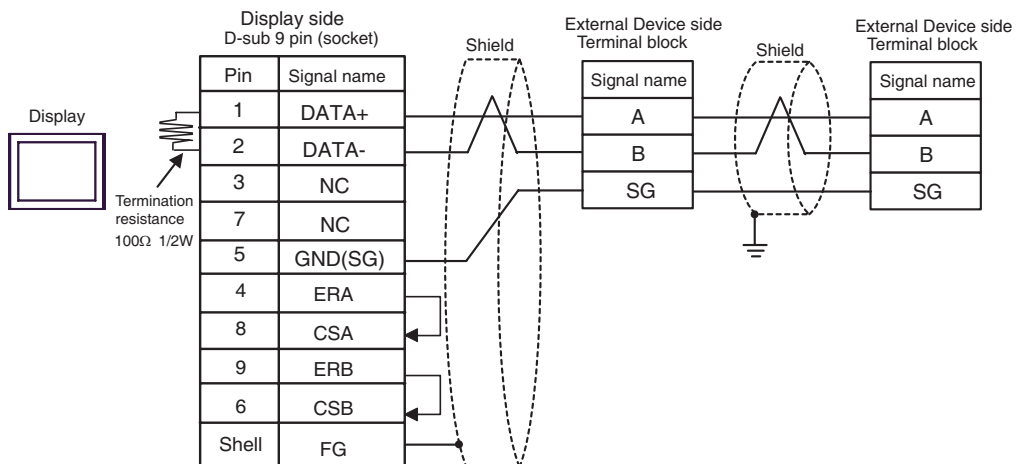 Display side
D-sub 9 pin (socket)
Shield
External Device side
Terminal block
Shield
External Device side
Terminal block
Display
Termination
resistance
100Ω 1/2W
Pin Signal name
1 DATA+
2 DATA-
3 NC
7 NC
5 GND(SG)
4 ERA
8 CSA
9 ERB
6 CSB
Shell FG
Signal name
A
B
SG
Signal name
A
B
SG